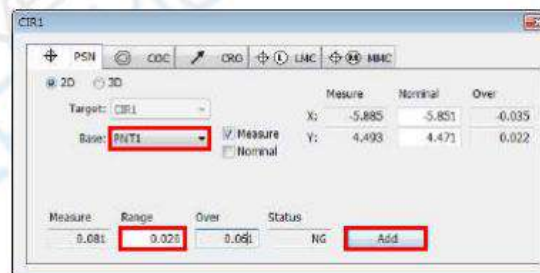 CIR1
PSN COC CRO L LMC M MMC
2D 3D
Mesure Norminal Over
Target: CIR1
X: -5.885 -5.851 -0.035
Base: PNT1 Measure Y: 4.493 4.471 0.022
Nominal
Measure Range Over Status
0.081 0.020 0.061 NG Add